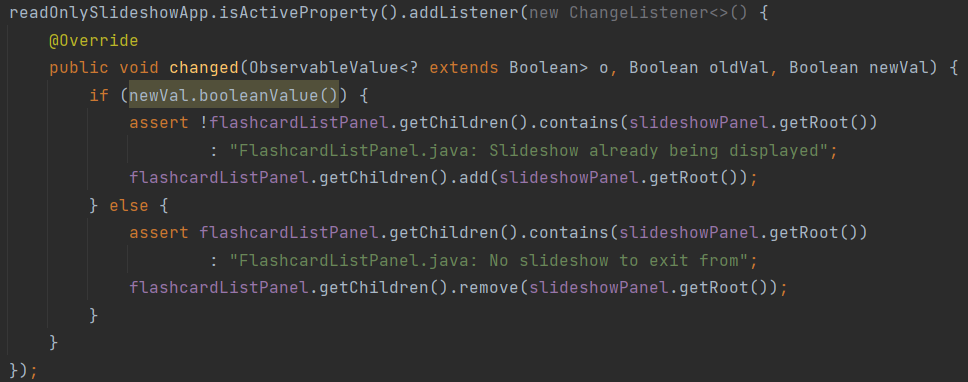 readOnlySlideshowApp.isActiveProperty().addListener(new ChangeListener<>() {
    @Override
    public void changed(ObservableValue<? extends Boolean> o, Boolean oldVal, Boolean newVal) {
        if (newVal.booleanValue()) {
            assert !flashcardListPanel.getChildren().contains(slideshowPanel.getRoot())
                    : "FlashcardListPanel.java: Slideshow already being displayed";
            flashcardListPanel.getChildren().add(slideshowPanel.getRoot());
        } else {
            assert flashcardListPanel.getChildren().contains(slideshowPanel.getRoot())
                    : "FlashcardListPanel.java: No slideshow to exit from";
            flashcardListPanel.getChildren().remove(slideshowPanel.getRoot());
        }
    }
});